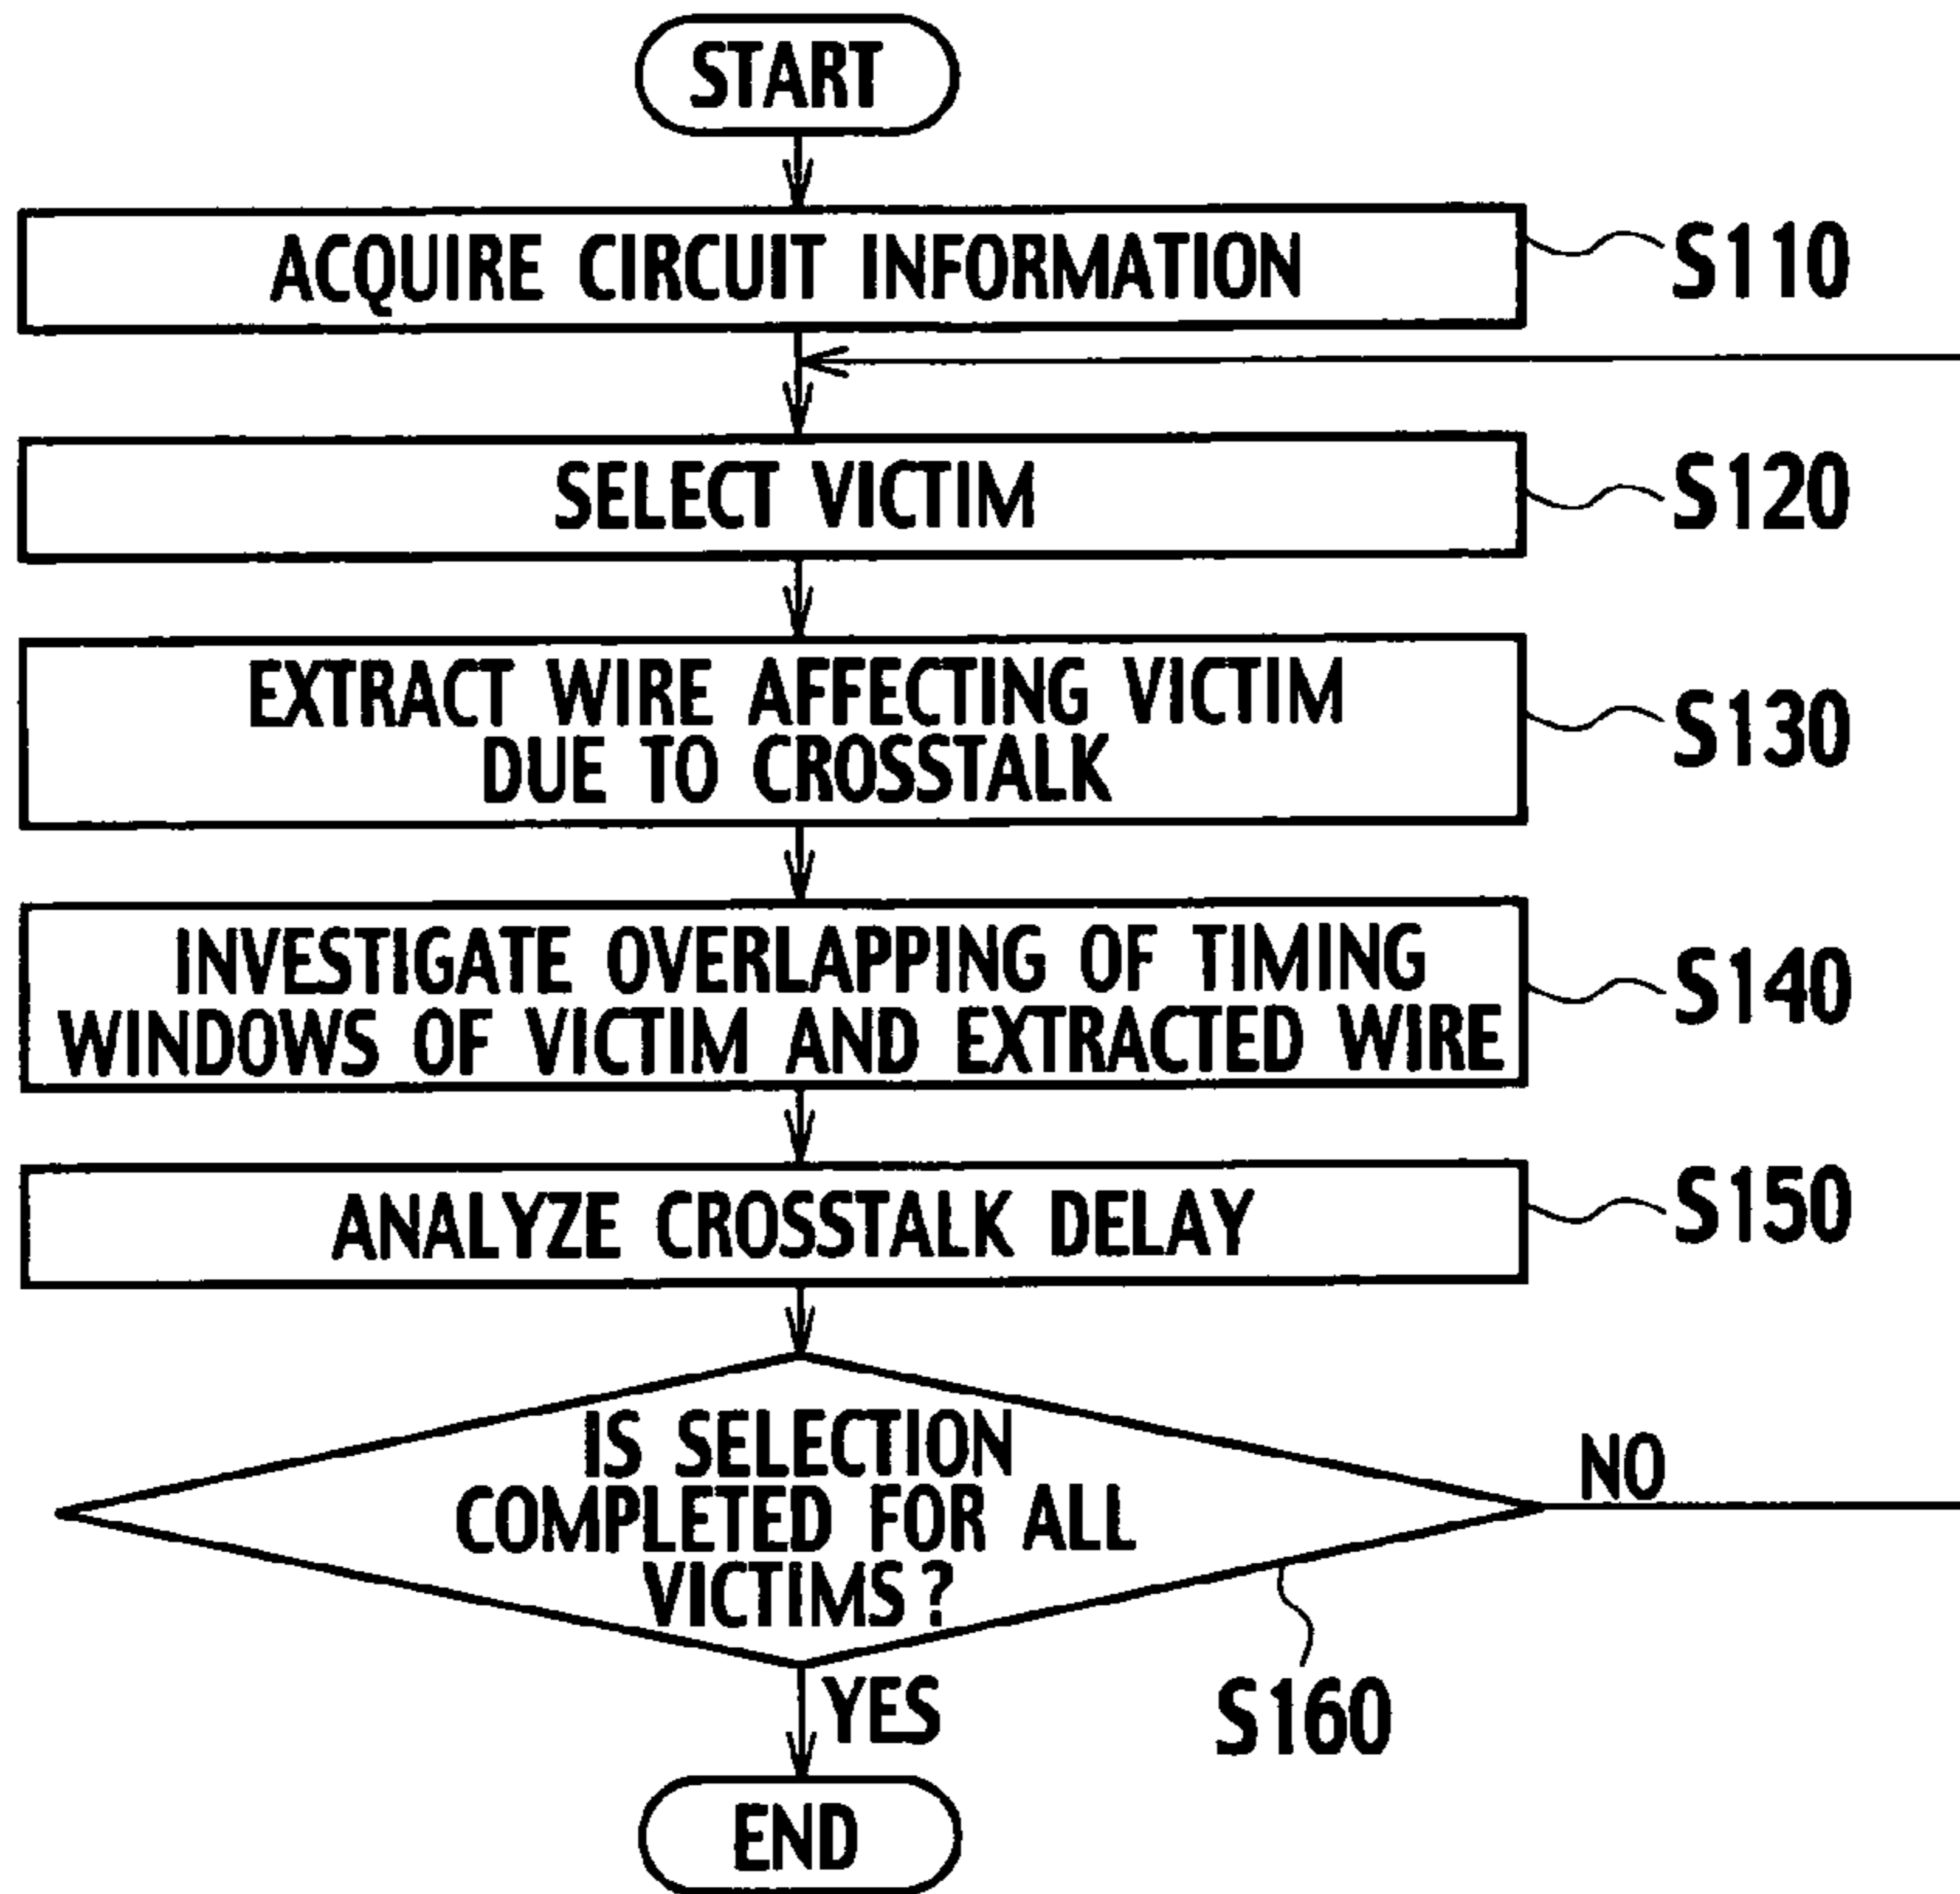 START
ACQUIRE CIRCUIT INFORMATION
S110
SELECT VICTIM
S120
EXTRACT WIRE AFFECTING VICTIM
DUE TO CROSSTALK
S130
INVESTIGATE OVERLAPPING OF TIMING
WINDOWS OF VICTIM AND EXTRACTED WIRE
S140
ANALYZE CROSSTALK DELAY
S150
IS SELECTION
COMPLETED FOR ALL
VICTIMS?
NO
S160
YES
END